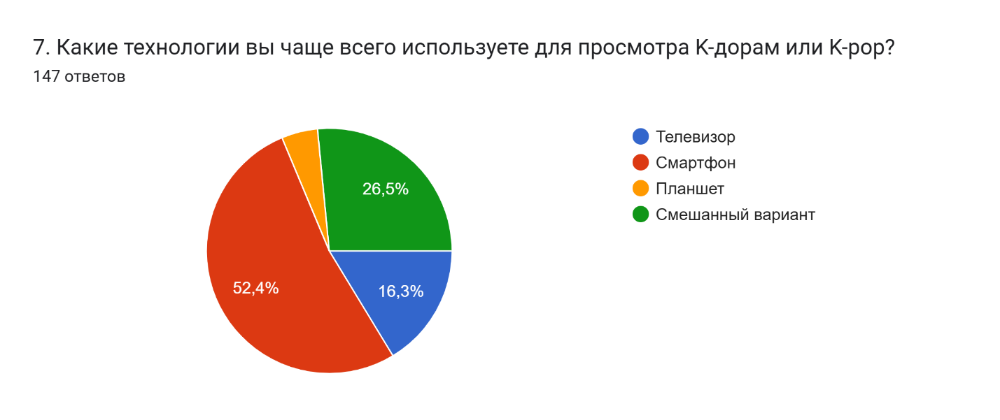 7. Какие технологии вы чаще всего используете для просмотра K-дорам или K-pop?
147 ответов
Телевизор
Смартфон
Планшет
Смешанный вариант
26,5%
52,4%
16,3%